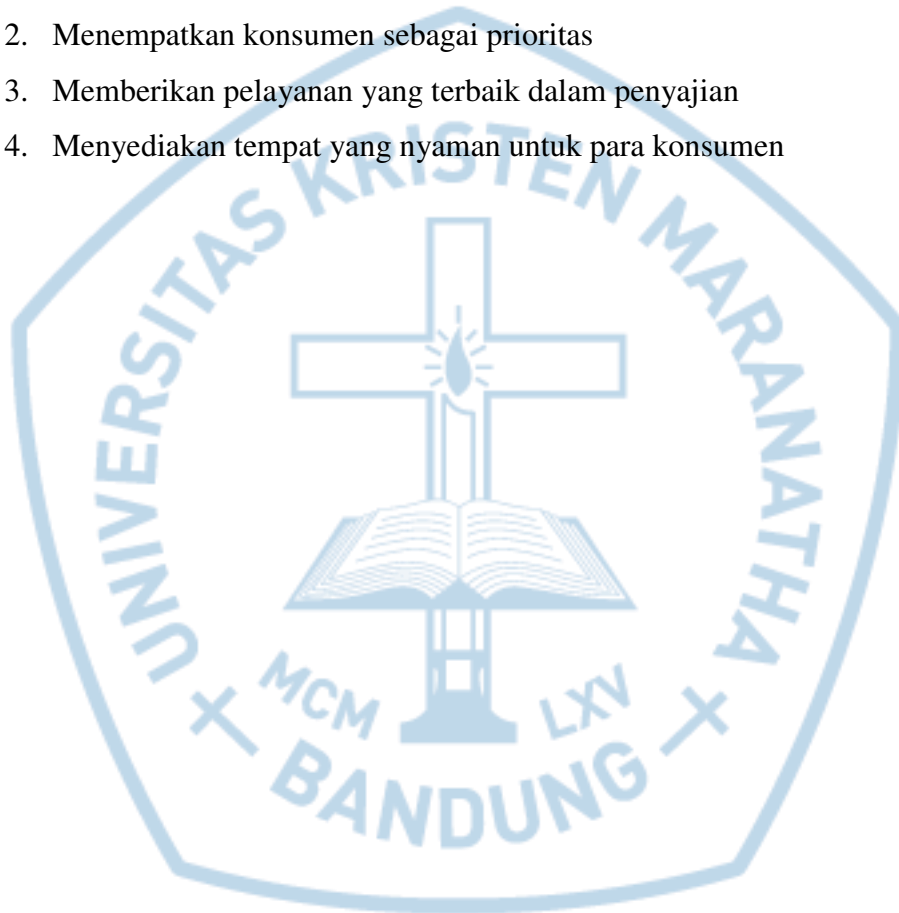 2. Menempatkan konsumen sebagai prioritas
3. Memberikan pelayanan yang terbaik dalam penyajian
4. Menyediakan tempat yang nyaman untuk para konsumen
UNIVERSITAS KRISTEN MARANATHA
MCM LXV
BANDUNG